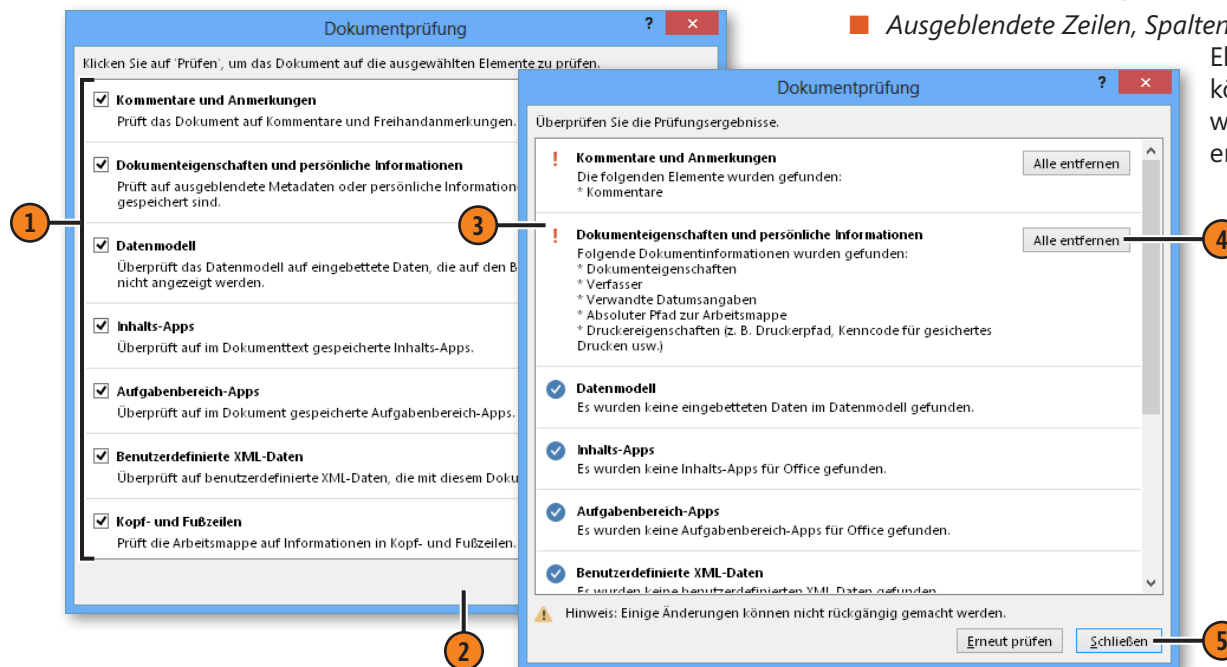 ■ Ausgeblendete Zeilen, Spalten
Dokumentprüfung ?
Klicken Sie auf 'Prüfen', um das Dokument auf die ausgewählten Elemente zu prüfen.
Kommentare und Anmerkungen
Prüft das Dokument auf Kommentare und Freihandanmerkungen.
Dokumenteigenschaften und persönliche Informationen
Prüft auf ausgeblendete Metadaten oder persönliche
gespeichert sind.
Datenmodell
Überprüft das Datenmodell auf eingebettete Daten, die auf den
nicht angezeigt werden.
Inhalts-Apps
Überprüft auf im Dokumenttext gespeicherte Inhalts-Apps.
Aufgabenbereich-Apps
Überprüft auf im Dokument gespeicherte Aufgabenbereich-Apps.
Benutzerdefinierte XML-Daten
Überprüft auf benutzerdefinierte XML-Daten, die mit diesem
Kopf- und Fußzeilen
Prüft die Arbeitsmappe auf Informationen in Kopf- und Fußzeilen.
1
2
Dokumentprüfung ?
Überprüfen Sie die Prüfungsergebnisse.
! Kommentare und Anmerkungen
Die folgenden Elemente wurden gefunden:
* Kommentare
Alle entfernen
3
! Dokumenteigenschaften und persönliche Informationen
Folgende Dokumentinformationen wurden gefunden:
* Dokumenteigenschaften
* Verfasser
* Verwandte Datumsangaben
* Absoluter Pfad zur Arbeitsmappe
* Druckereigenschaften (z. B. Druckerpfad, Kenncode für gesichertes
Drucken usw.)
Alle entfernen
4
Datenmodell
Es wurden keine eingebetteten Daten im Datenmodell gefunden.
Inhalts-Apps
Es wurden keine Inhalts-Apps für Office gefunden.
Aufgabenbereich-Apps
Es wurden keine Aufgabenbereich-Apps für Office gefunden.
Benutzerdefinierte XML-Daten
Es wurden keine benutzerdefinierten XML-Daten gefunden
Hinweis: Einige Änderungen können nicht rückgängig gemacht werden.
Erneut prüfen
Schließen
5